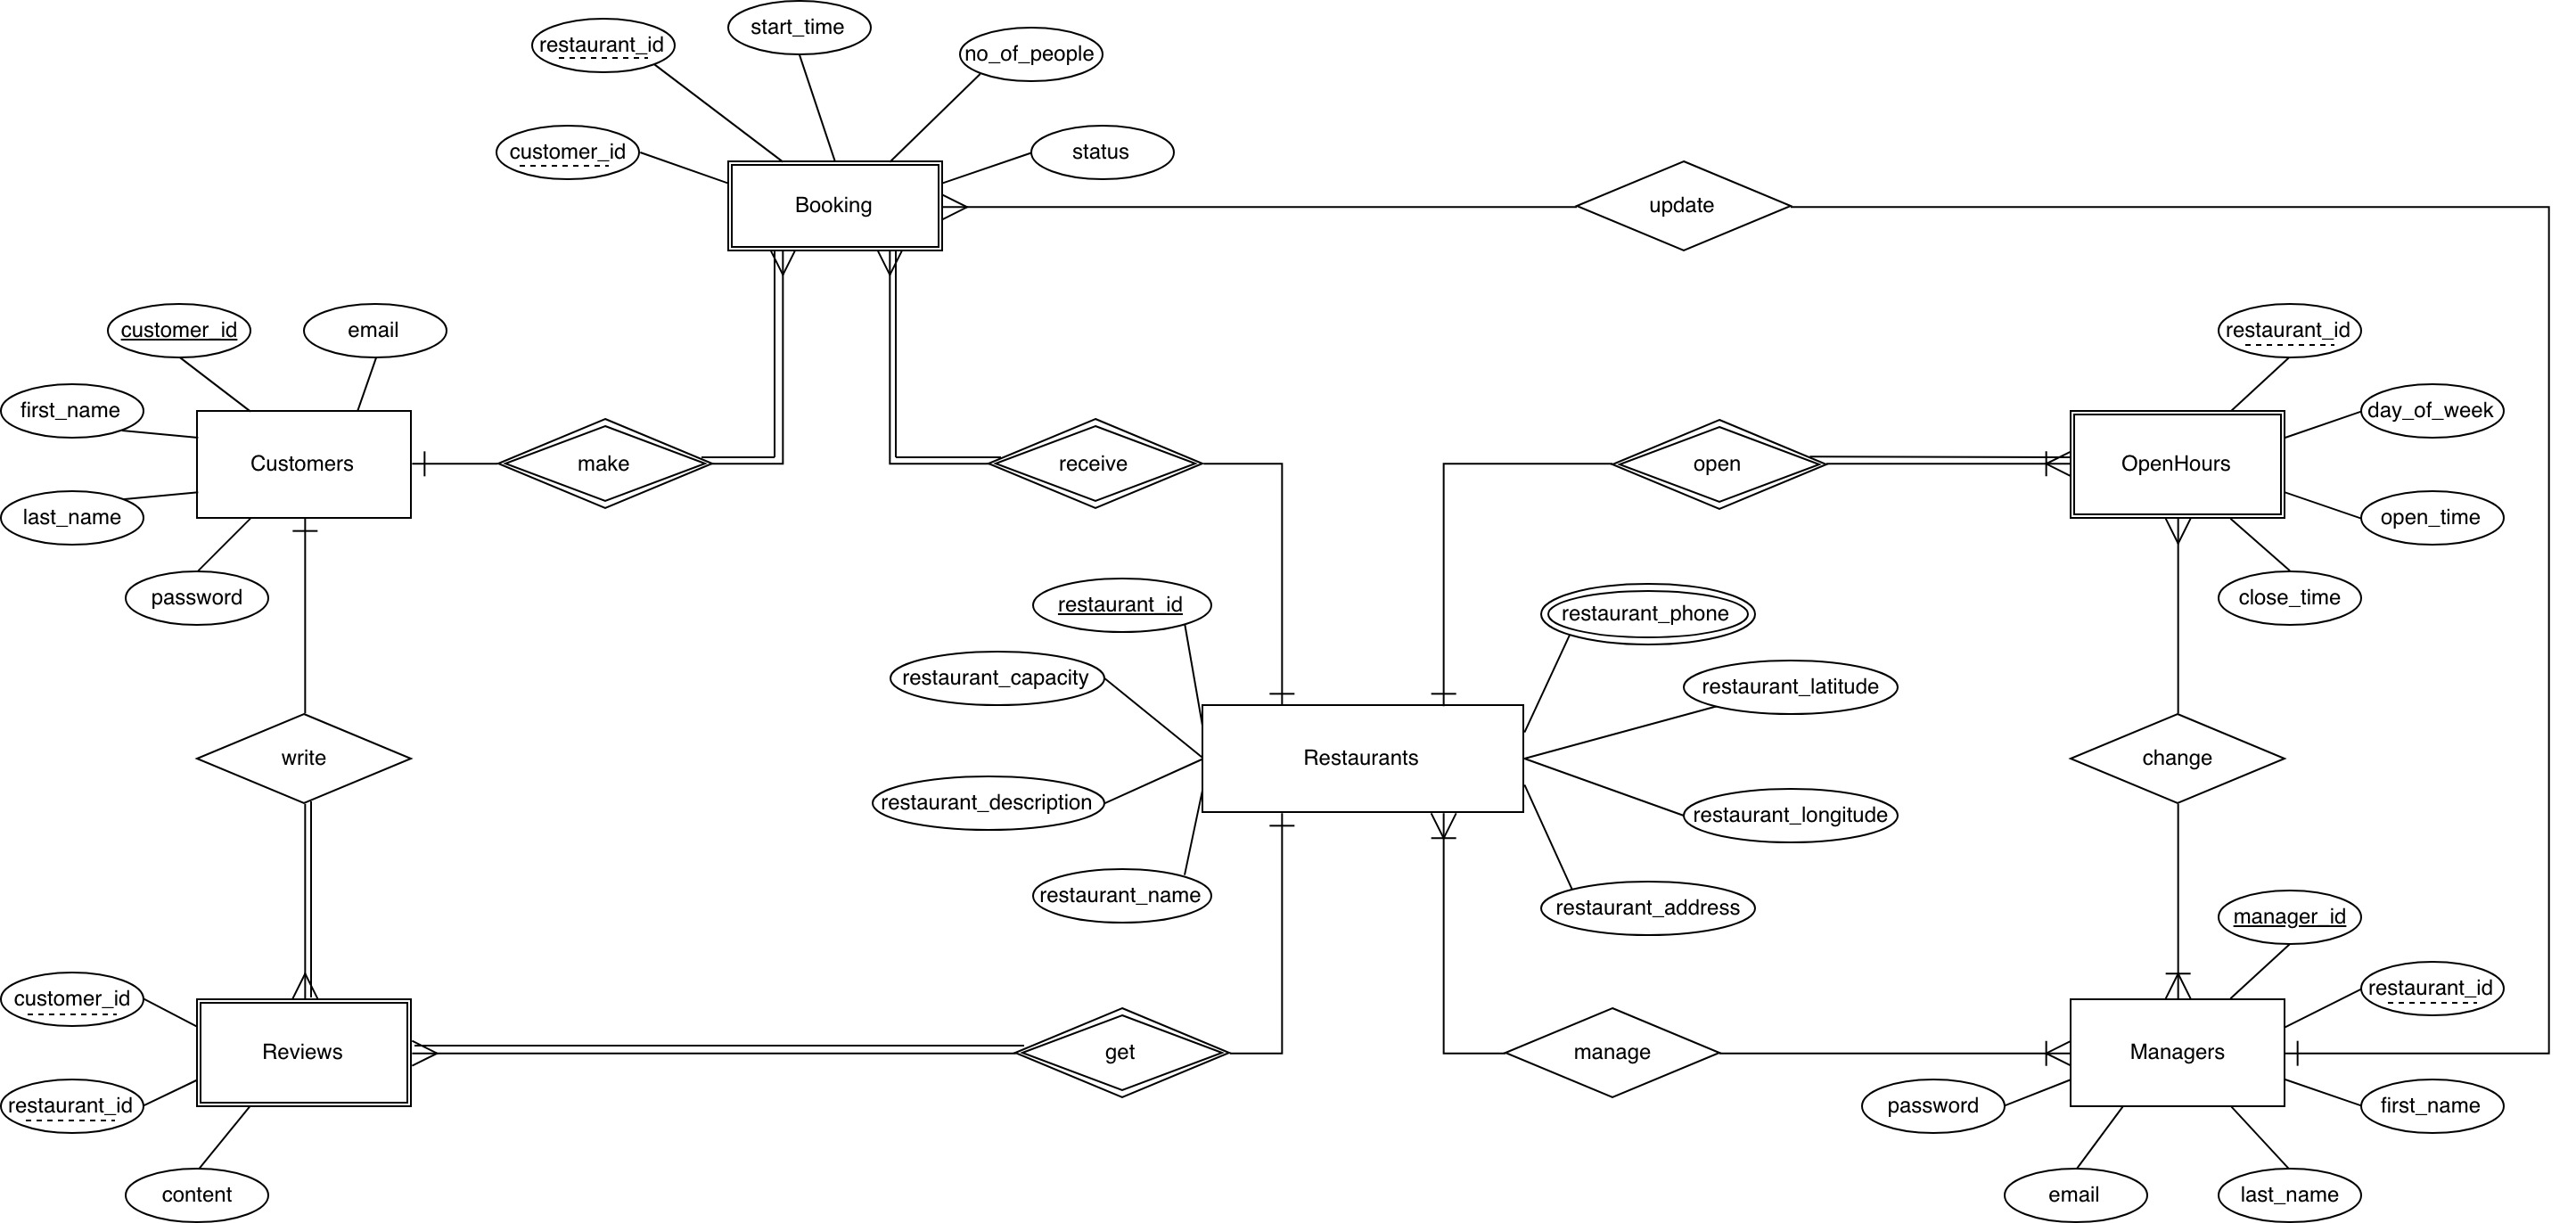 start_time
restaurant_id
no_of_people
customer_id
status
Booking
update
customer_id
email
restaurant_id
first_name
day_of_week
Customers
make
receive
open
OpenHours
last_name
open_time
password
close_time
restaurant_id
restaurant_phone
restaurant_capacity
restaurant_latitude
write
Restaurants
change
restaurant_description
restaurant_longitude
restaurant_name
restaurant_address
manager_id
customer_id
restaurant_id
Reviews
get
manage
Managers
restaurant_id
password
first_name
content
email
last_name